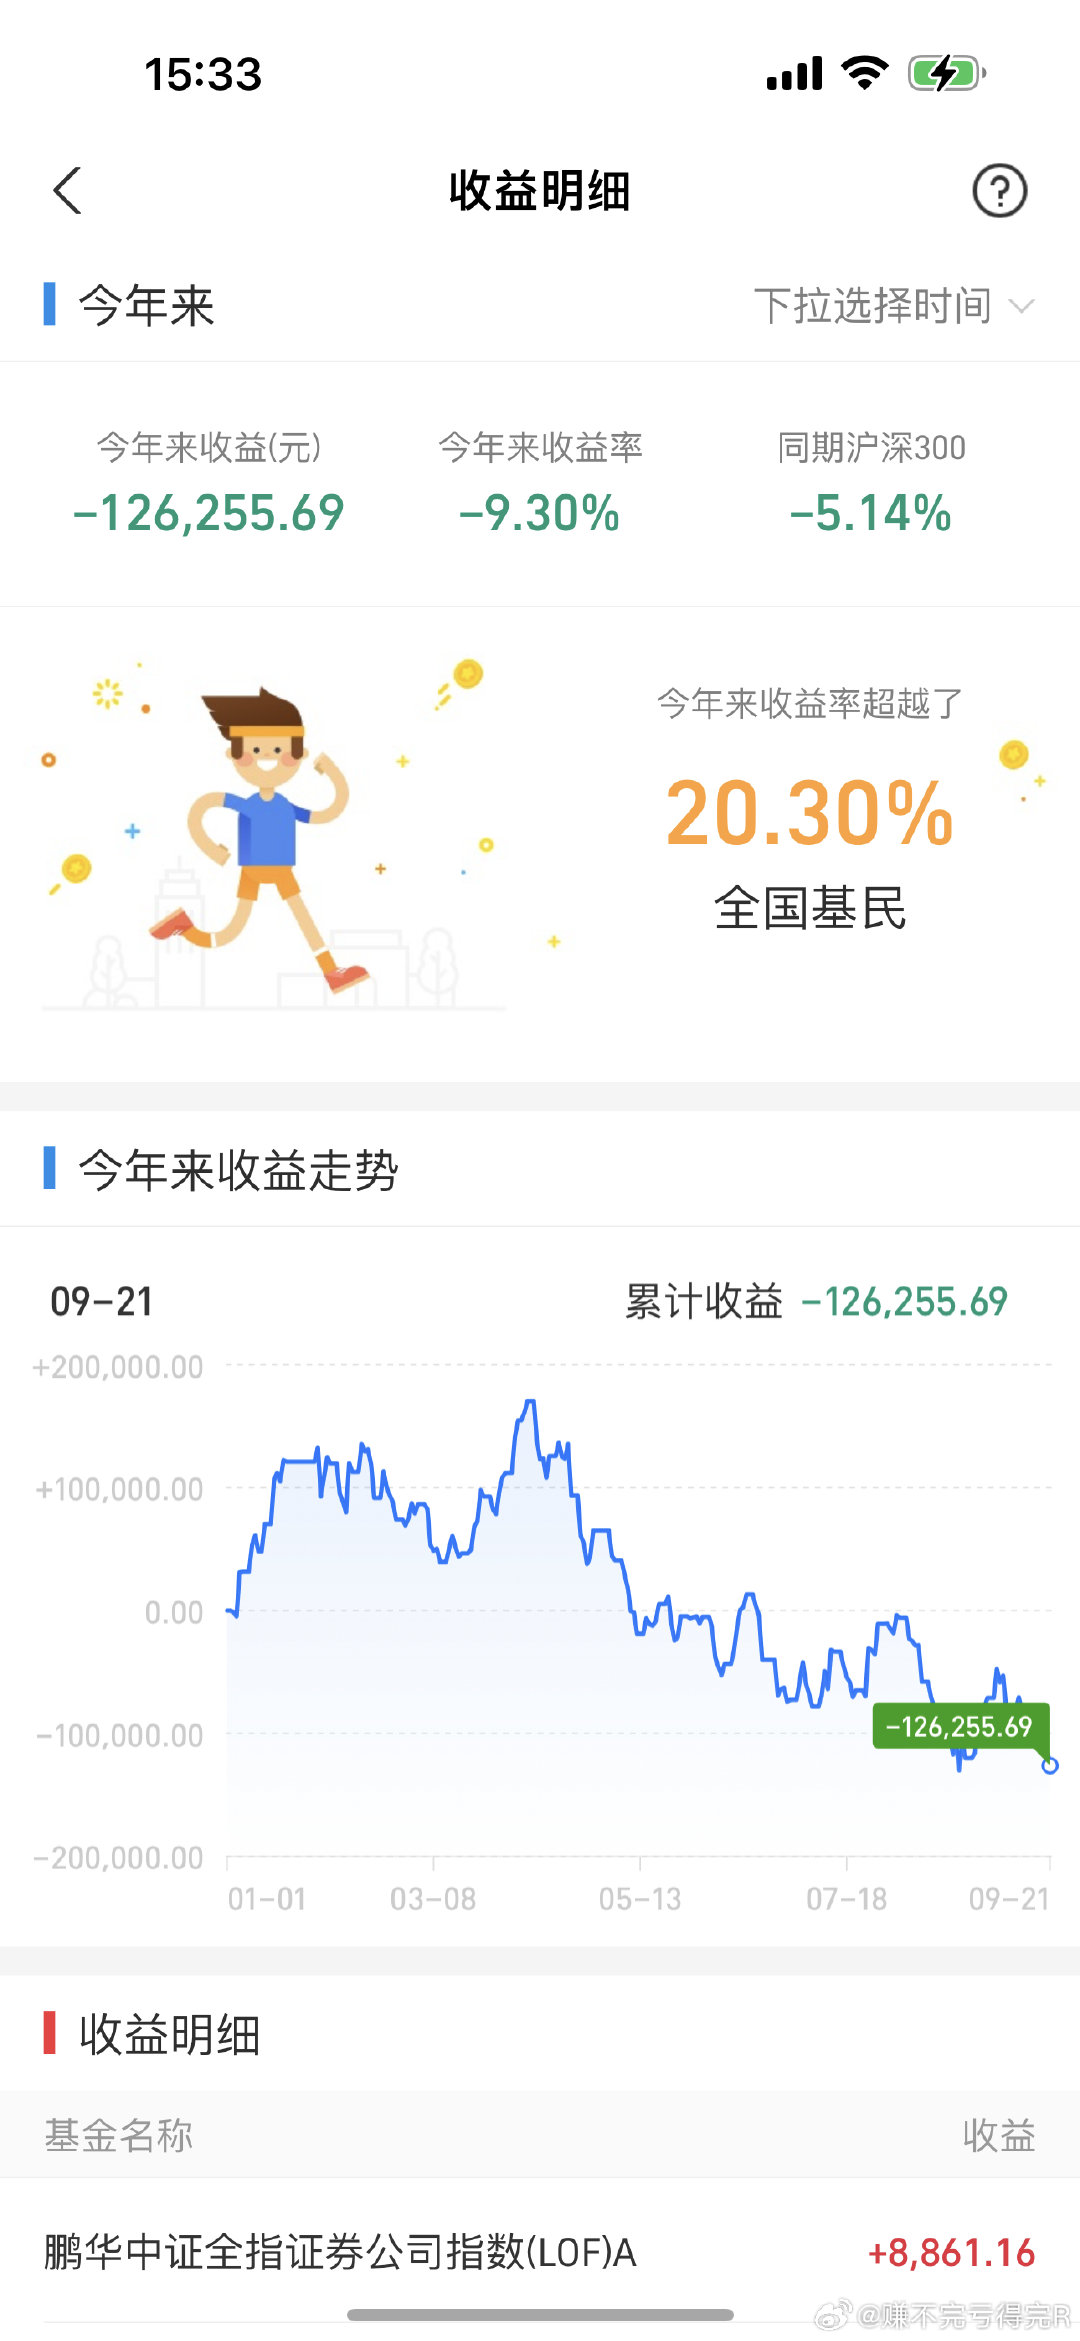 15:33
收益明细
今年来
下拉选择时间
今年来收益(元)
今年来收益率
同期沪深300
-126,255.69
-9.30%
-5.14%
今年来收益率超越了
20.30%
全国基民
今年来收益走势
09-21
累计收益 -126,255.69
+200,000.00
+100,000.00
0.00
-100,000.00
-126,255.69
-200,000.00
01-01
03-08
05-13
07-18
09-21
收益明细
基金名称
收益
鹏华中证全指证券公司指数(LOF)A
+8,861.16
@赚不完亏得完R